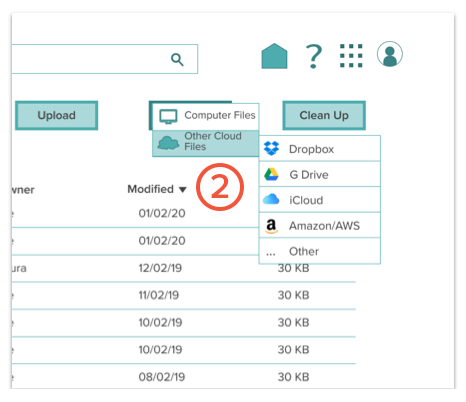 ?
Upload
Computer Files
Clean Up
Other Cloud
Files
Dropbox
G Drive
iCloud
a Amazon/AWS
... Other
wner
Modified ▼
2
01/02/20
01/02/20
ura
12/02/19
30 KB
11/02/19
30 KB
10/02/19
30 KB
10/02/19
30 KB
08/02/19
30 KB